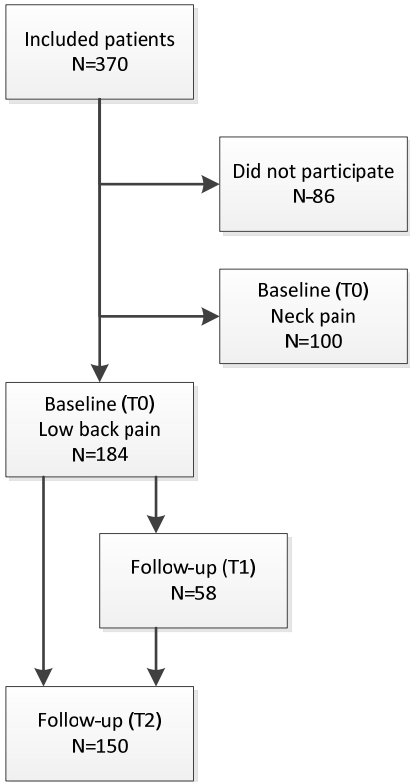 Included patients
N=370
Did not participate
N-86
Baseline (T0)
Neck pain
N=100
Baseline (T0)
Low back pain
N=184
Follow-up (T1)
N=58
Follow-up (T2)
N=150